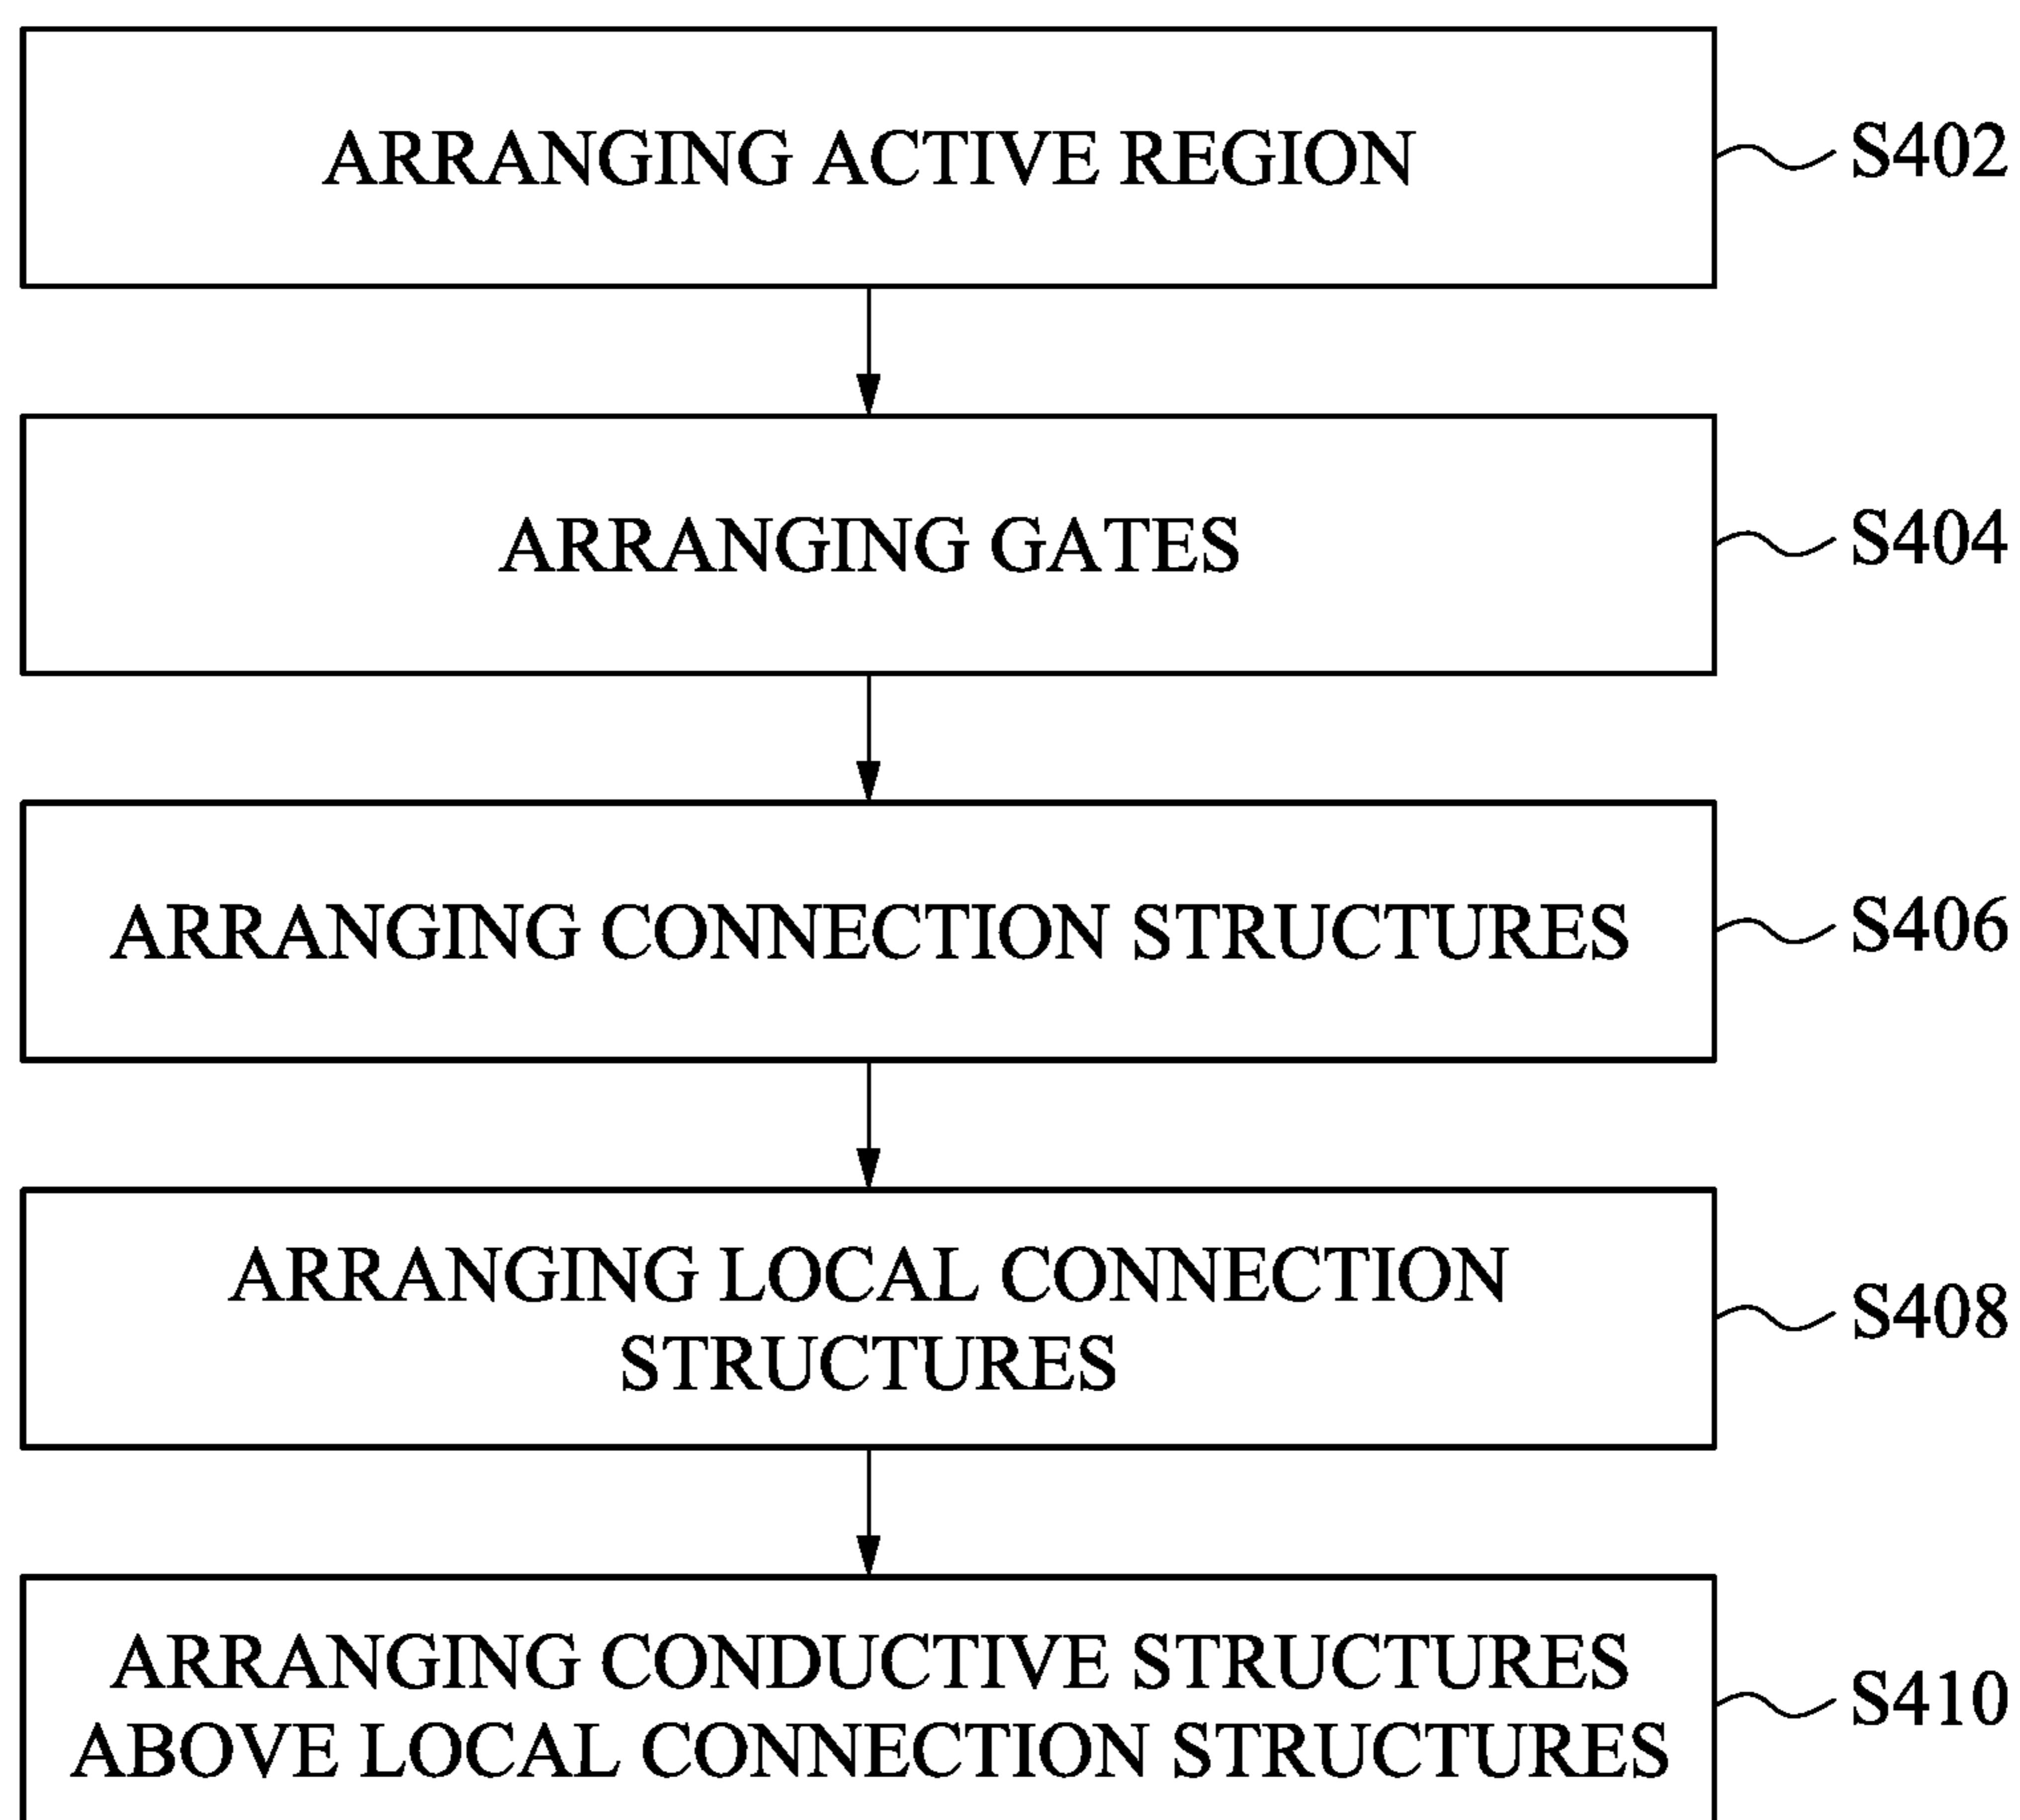 ARRANGING ACTIVE REGION
S402
ARRANGING GATES
S404
ARRANGING CONNECTION STRUCTURES
S406
ARRANGING LOCAL CONNECTION
STRUCTURES
S408
ARRANGING CONDUCTIVE STRUCTURES
ABOVE LOCAL CONNECTION STRUCTURES
S410